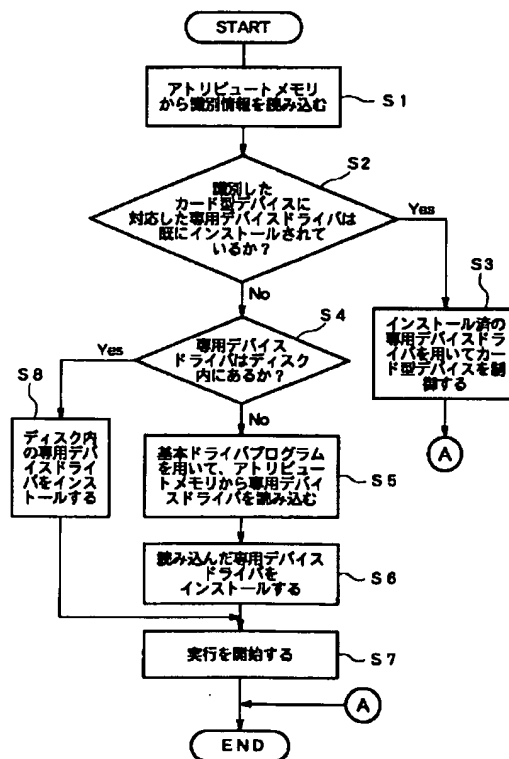 START
アトリビュートメモリ
から識別情報を読み込む
S1
S2
識別した
カード型デバイスに
対応した専用デバイスドライバは
既にインストールされて
いるか？
Yes
No
S3
インストール済の
専用デバイスドラ
イバを用いてカー
ド型デバイスを制
御する
A
S4
専用デバイス
ドライバはディスク
内にあるか？
Yes
No
S8
ディスク内
の専用デバ
イスドライ
バをインス
トールする
基本ドライバプログラム
を用いて、アトリビュー
トメモリから専用デバイ
スドライバを読み込む
S5
読み込んだ専用デバイス
ドライバを
インストールする
S6
実行を開始する
S7
A
END